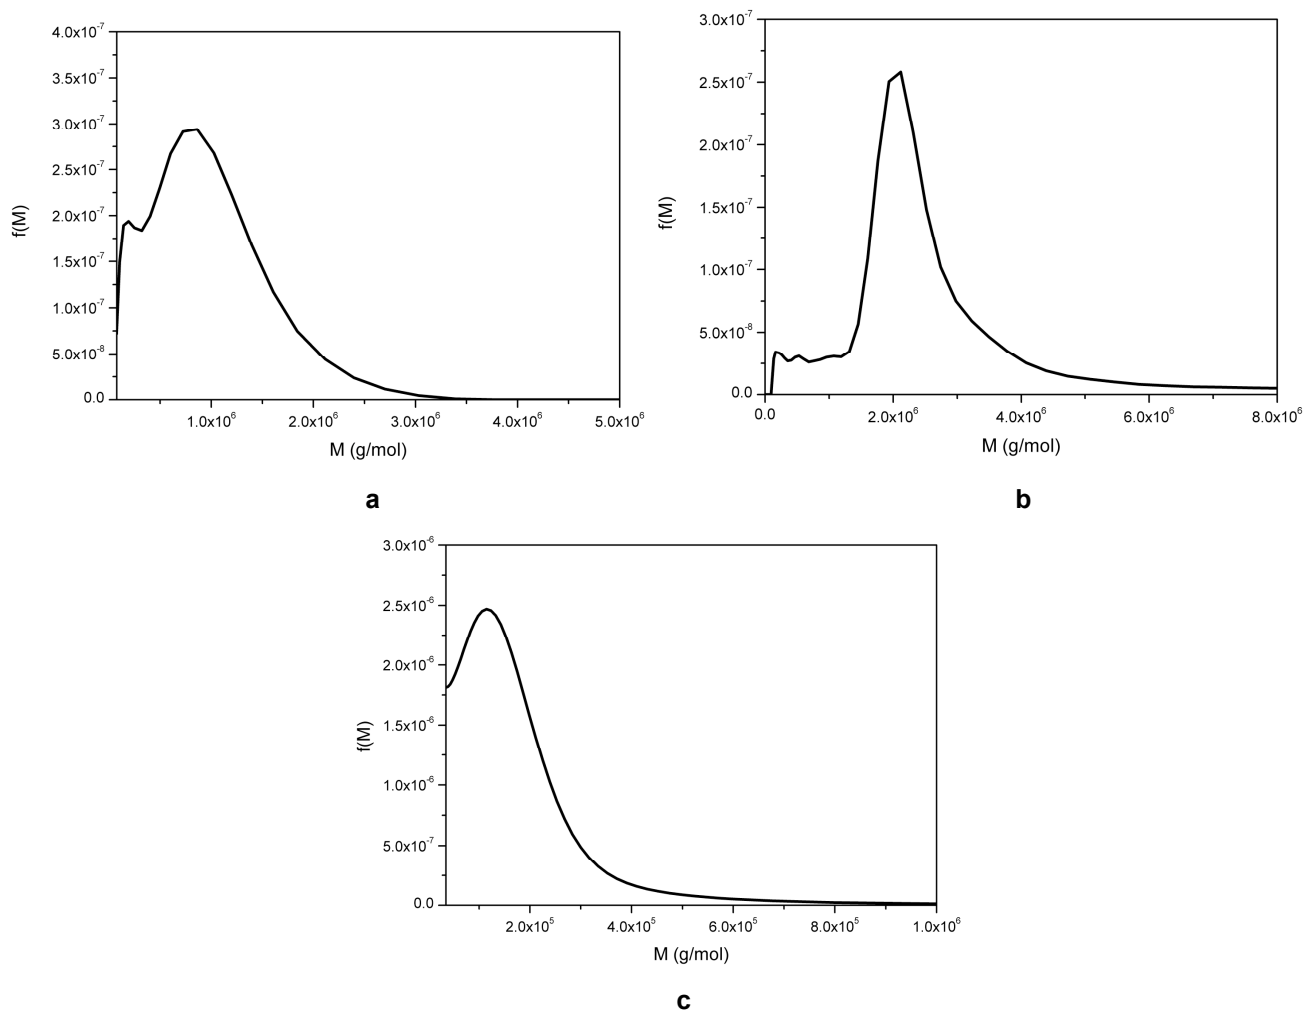 4.0x10⁻⁷
3.5x10⁻⁷
3.0x10⁻⁷
2.5x10⁻⁷
2.0x10⁻⁷
1.5x10⁻⁷
1.0x10⁻⁷
5.0x10⁻⁸
0.0
f(M)
1.0x10⁶ 2.0x10⁶ 3.0x10⁶ 4.0x10⁶ 5.0x10⁶
M (g/mol)
a
3.0x10⁻⁷
2.5x10⁻⁷
2.0x10⁻⁷
1.5x10⁻⁷
1.0x10⁻⁷
5.0x10⁻⁸
0.0
f(M)
0.0 2.0x10⁶ 4.0x10⁶ 6.0x10⁶ 8.0x10⁶
M (g/mol)
b
3.0x10⁻⁶
2.5x10⁻⁶
2.0x10⁻⁶
1.5x10⁻⁶
1.0x10⁻⁶
5.0x10⁻⁷
0.0
f(M)
2.0x10⁵ 4.0x10⁵ 6.0x10⁵ 8.0x10⁵ 1.0x10⁶
M (g/mol)
c